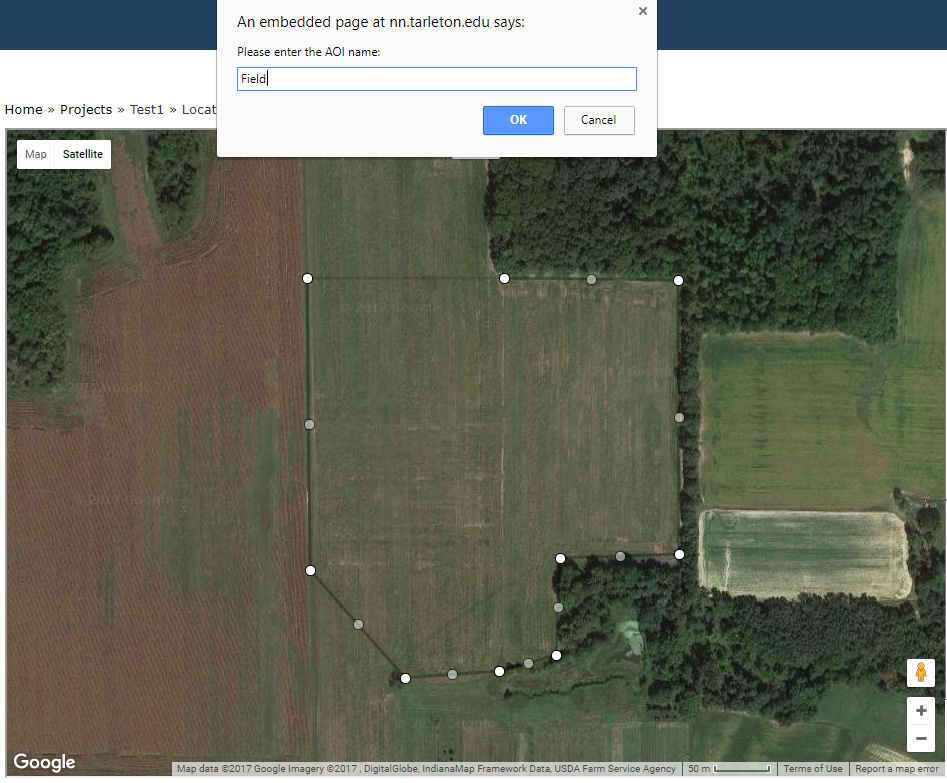 An embedded page at nn.tarleton.edu says:
Please enter the AOI name:
Field
OK Cancel
Home » Projects » Test1 » Locat
Map Satellite
Google
Map data ©2017 Google Imagery ©2017 , DigitalGlobe, IndianaMap Framework Data, USDA Farm Service Agency 50 m Terms of Use Report a map error